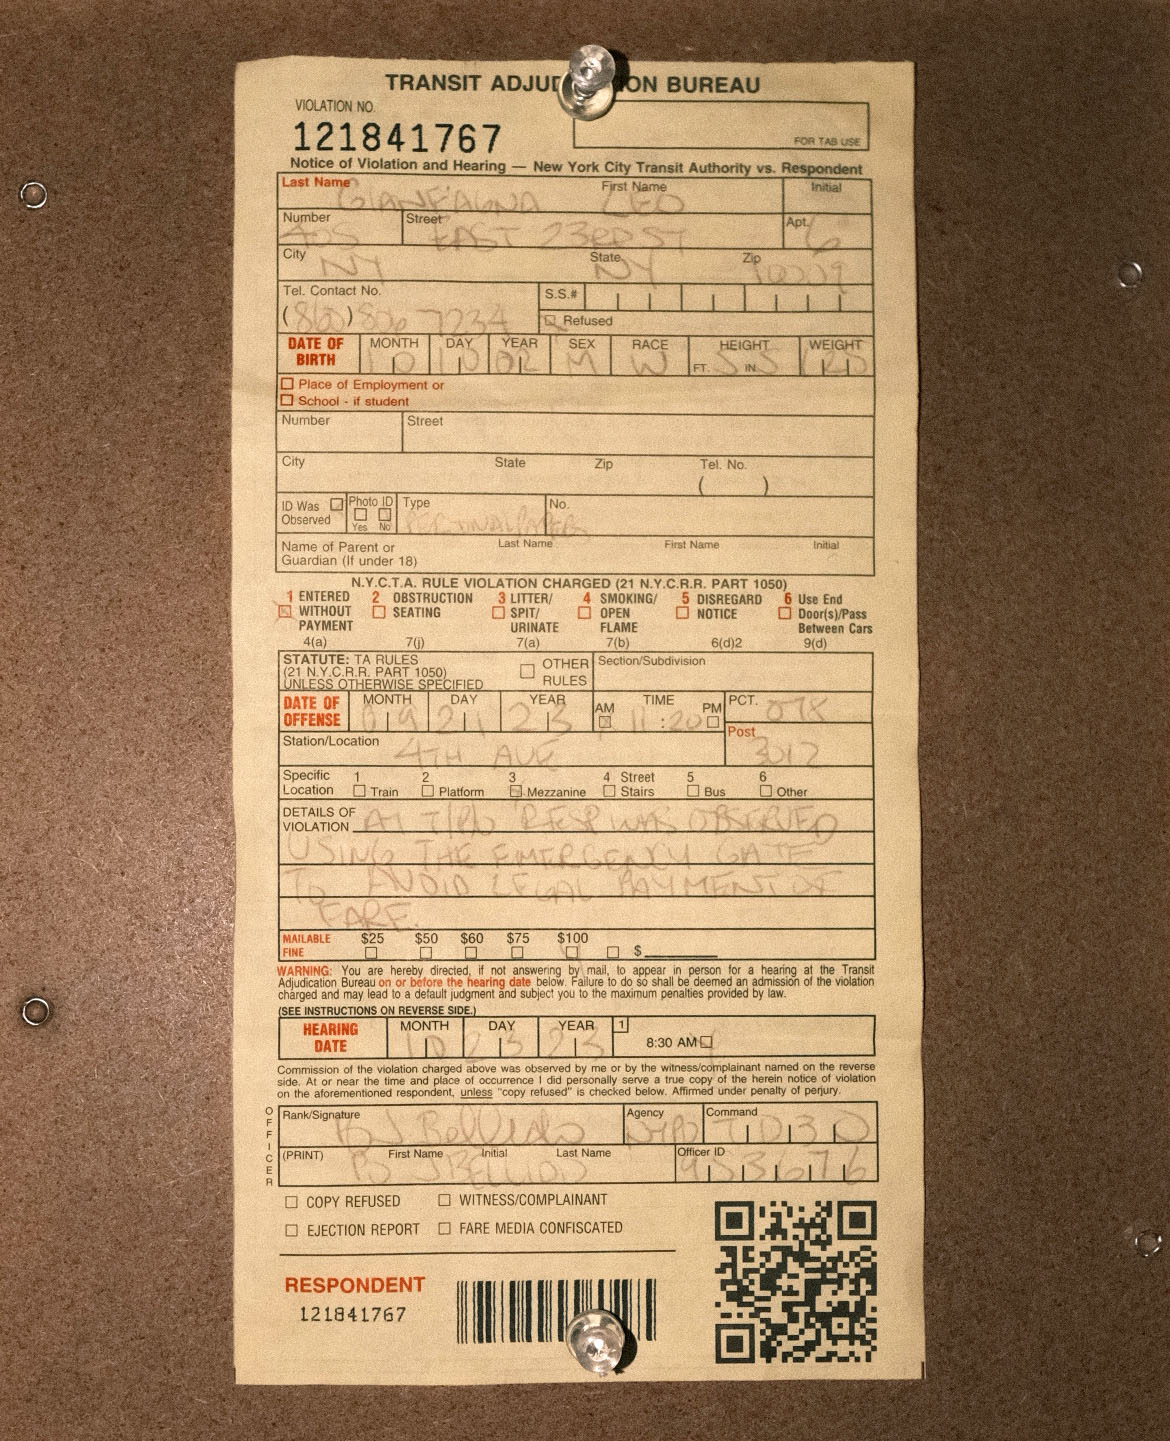 TRANSIT ADJUD ON BUREAU
VIOLATION NO.
121841767
FOR TAB USE
Notice of Violation and Hearing — New York City Transit Authority vs. Respondent
Last Name First Name Initial
GIANFAGNA LEO
Number Street Apt.
405 EAST 23RD ST 6
City State Zip
NY NY
Tel. Contact No. S.S.#
Refused
DATE OF BIRTH MONTH DAY YEAR SEX RACE HEIGHT WEIGHT
10 10 02 M W FT. 5 IN. 5 120
Place of Employment or
School - if student
Number Street
City State Zip Tel. No.
( )
ID Was Observed Photo ID Yes No Type No.
Name of Parent or Guardian (If under 18) Last Name First Name Initial
N.Y.C.T.A. RULE VIOLATION CHARGED (21 N.Y.C.R.R. PART 1050)
1 ENTERED WITHOUT PAYMENT 4(a)
2 OBSTRUCTION SEATING 7(j)
3 LITTER/ SPIT/ URINATE 7(a)
4 SMOKING/ OPEN FLAME 7(b)
5 DISREGARD NOTICE 6(d)2
6 Use End Door(s)/Pass Between Cars 9(d)
STATUTE: TA RULES
(21 N.Y.C.R.R. PART 1050)
UNLESS OTHERWISE SPECIFIED
OTHER RULES
Section/Subdivision
DATE OF OFFENSE MONTH DAY YEAR AM TIME PM PCT.
09 21 23 11:20 078
Station/Location Post
4TH AVE 3012
Specific Location 1 Train 2 Platform 3 Mezzanine 4 Street Stairs 5 Bus 6 Other
DETAILS OF VIOLATION AT T/P/O RESP WAS OBSERVED
USING THE EMERGENCY GATE
TO AVOID LEGAL PAYMENT OF
FARE.
MAILABLE FINE $25 $50 $60 $75 $100 $
WARNING: You are hereby directed, if not answering by mail, to appear in person for a hearing at the Transit
Adjudication Bureau on or before the hearing date below. Failure to do so shall be deemed an admission of the violation
charged and may lead to a default judgment and subject you to the maximum penalties provided by law.
(SEE INSTRUCTIONS ON REVERSE SIDE.)
HEARING DATE MONTH DAY YEAR 1 8:30 AM
10 23 23
Commission of the violation charged above was observed by me or by the witness/complainant named on the reverse
side. At or near the time and place of occurrence I did personally serve a true copy of the herein notice of violation
on the aforementioned respondent, unless "copy refused" is checked below. Affirmed under penalty of perjury.
OFFICER
Rank/Signature Agency Command
NYPD TD30
(PRINT) First Name Initial Last Name Officer ID
953676
COPY REFUSED WITNESS/COMPLAINANT
EJECTION REPORT FARE MEDIA CONFISCATED
RESPONDENT
121841767